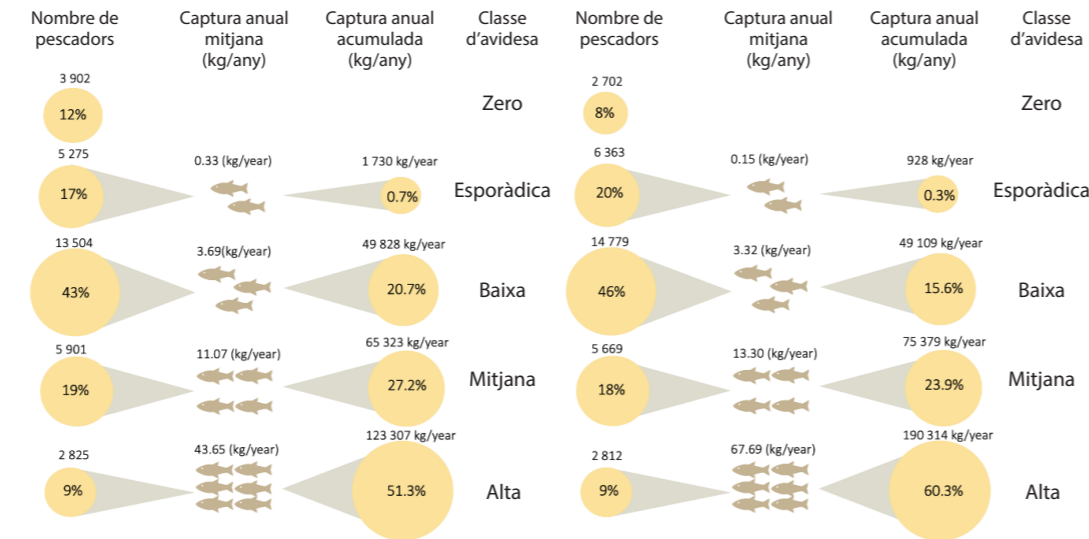 Nombre de
pescadors
Captura anual
mitjana
(kg/any)
Captura anual
acumulada
(kg/any)
Classe
d'avidesa
3 902
12%
Zero
5 275
17%
0.33 (kg/year)
1 730 kg/year
0.7%
Esporàdica
13 504
43%
3.69(kg/year)
49 828 kg/year
20.7%
Baixa
5 901
19%
11.07 (kg/year)
65 323 kg/year
27.2%
Mitjana
2 825
9%
43.65 (kg/year)
123 307 kg/year
51.3%
Alta
Nombre de
pescadors
Captura anual
mitjana
(kg/any)
Captura anual
acumulada
(kg/any)
Classe
d'avidesa
2 702
8%
Zero
6 363
20%
0.15 (kg/year)
928 kg/year
0.3%
Esporàdica
14 779
46%
3.32 (kg/year)
49 109 kg/year
15.6%
Baixa
5 669
18%
13.30 (kg/year)
75 379 kg/year
23.9%
Mitjana
2 812
9%
67.69 (kg/year)
190 314 kg/year
60.3%
Alta